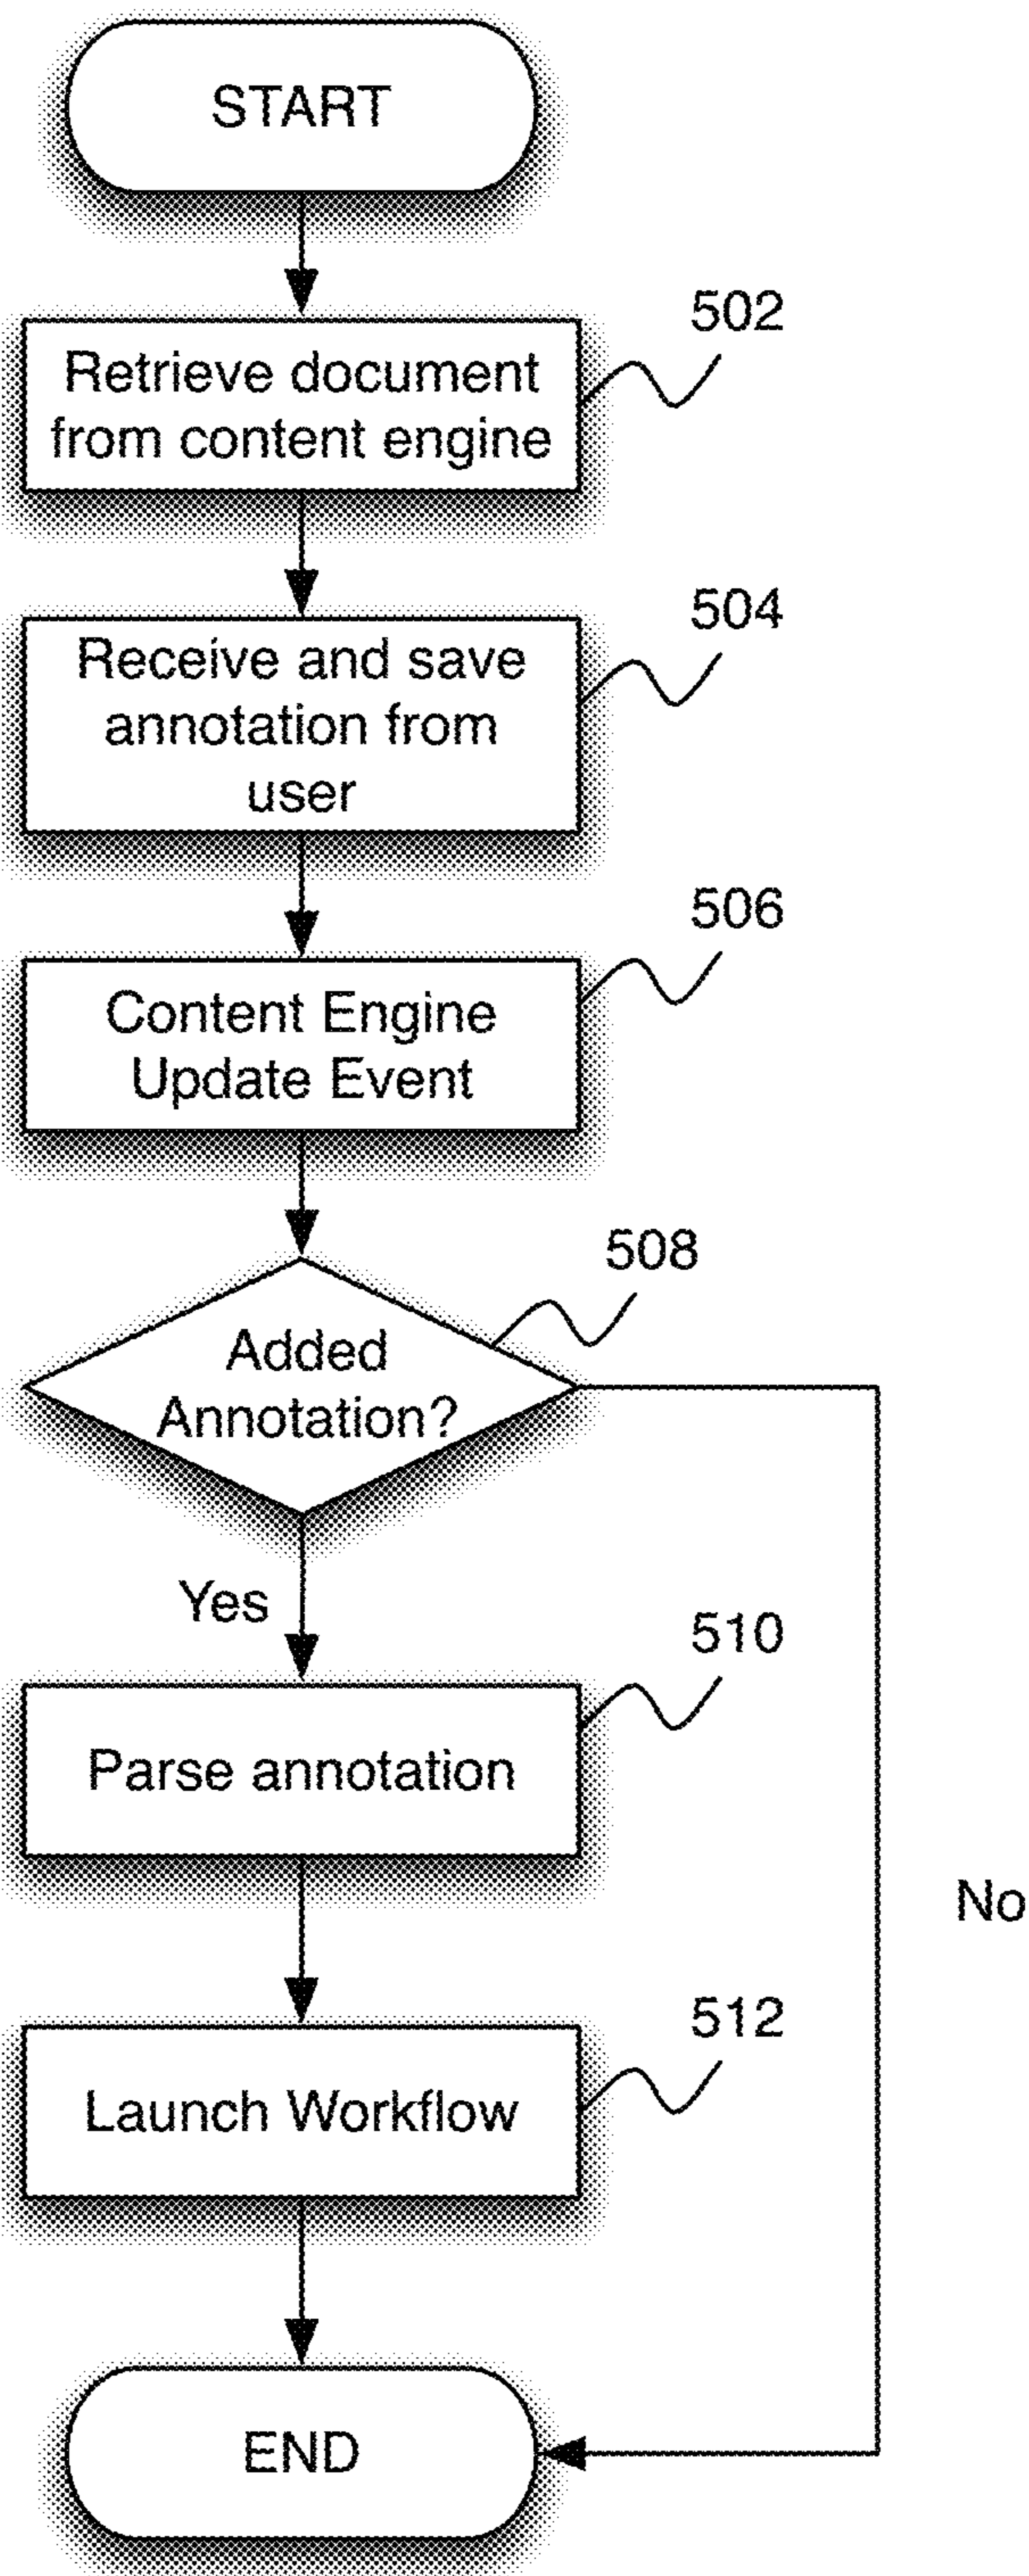 START
502
Retrieve document
from content engine
504
Receive and save
annotation from
user
506
Content Engine
Update Event
508
Added
Annotation?
Yes
510
Parse annotation
No
512
Launch Workflow
END